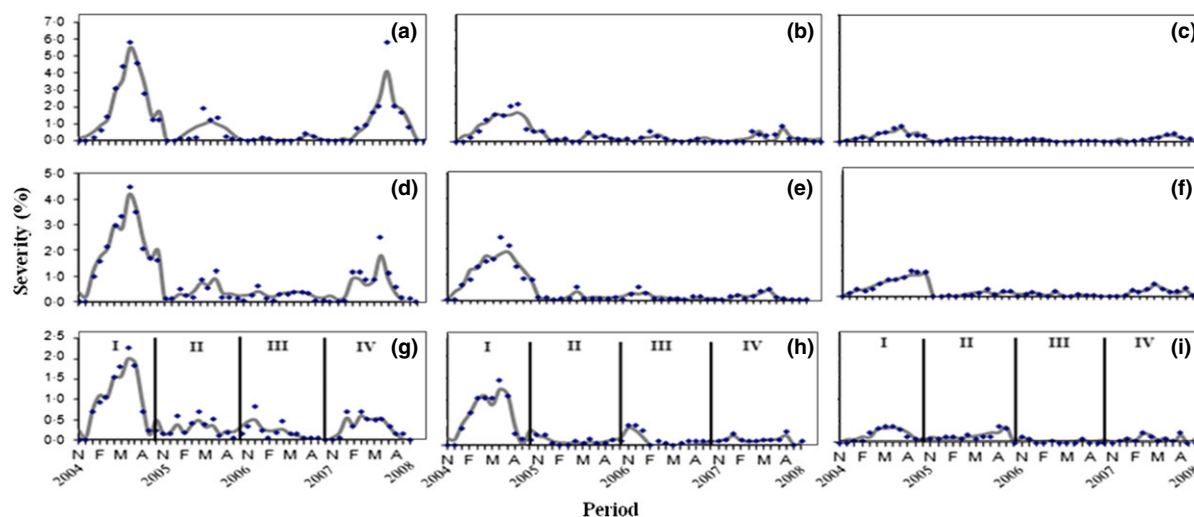 (a)
(b)
(c)
7·0
6·0
5·0
4·0
3·0
2·0
1·0
0·0
(d)
(e)
(f)
5·0
4·0
3·0
2·0
1·0
0·0
Severity (%)
(g)
(h)
(i)
I II III IV
I II III IV
I II III IV
2·5
2·0
1·5
1·0
0·5
0·0
N F M A N F M A N F M A N F M A
N F M A N F M A N F M A N F M A
N F M A N F M A N F M A N F M A
2004 2005 2006 2007 2008
2004 2005 2006 2007 2008
2004 2005 2006 2007 2008
Period